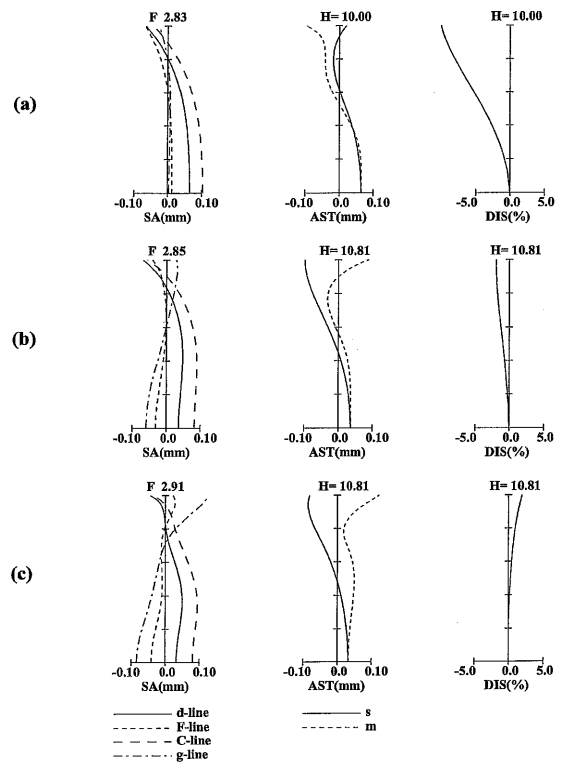 F 2.83
H= 10.00
H= 10.00
(a)
-0.10 0.0 0.10
SA(mm)
-0.10 0.0 0.10
AST(mm)
-5.0 0.0 5.0
DIS(%)
F 2.85
H= 10.81
H= 10.81
(b)
-0.10 0.0 0.10
SA(mm)
-0.10 0.0 0.10
AST(mm)
-5.0 0.0 5.0
DIS(%)
F 2.91
H= 10.81
H= 10.81
(c)
-0.10 0.0 0.10
SA(mm)
-0.10 0.0 0.10
AST(mm)
-5.0 0.0 5.0
DIS(%)
d-line
F-line
C-line
g-line
s
m